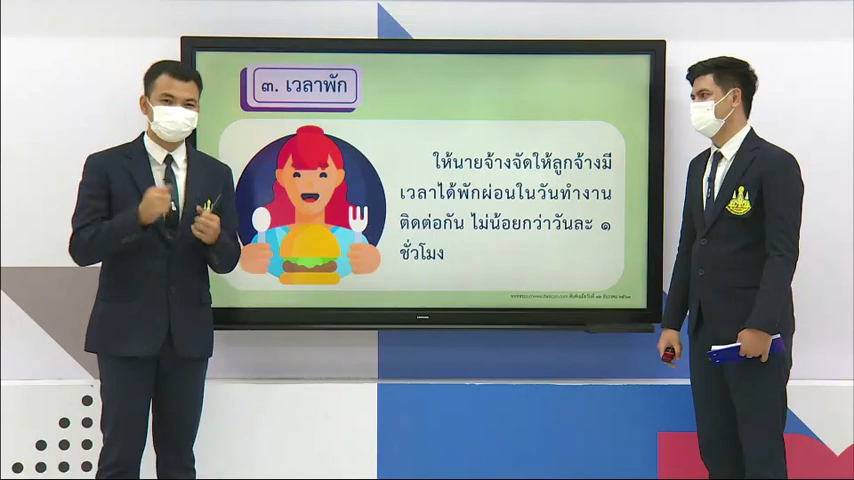 ๓. เวลาพัก
ให้นายจ้างจัดให้ลูกจ้างมี
เวลาได้พักผ่อนในวันทำงาน
ติดต่อกัน ไม่น้อยกว่าวันละ ๑
ชั่วโมง